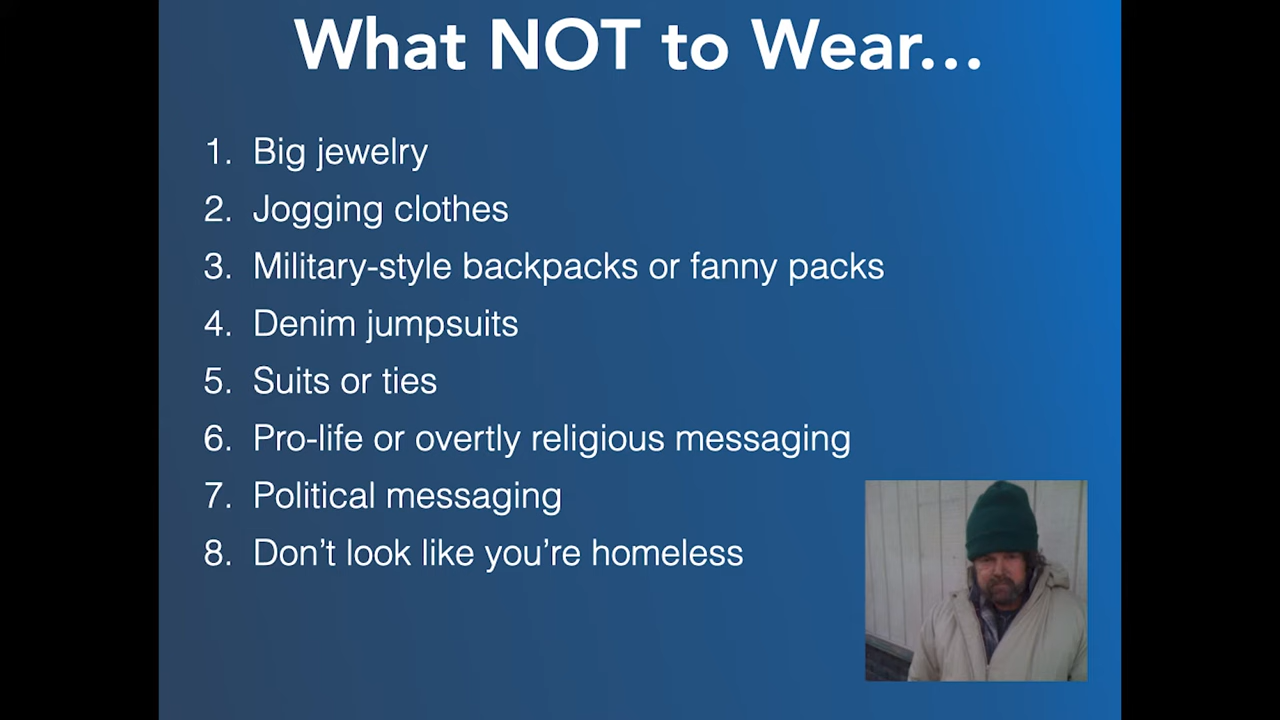 What NOT to Wear…
1. Big jewelry
2. Jogging clothes
3. Military-style backpacks or fanny packs
4. Denim jumpsuits
5. Suits or ties
6. Pro-life or overtly religious messaging
7. Political messaging
8. Don’t look like you’re homeless